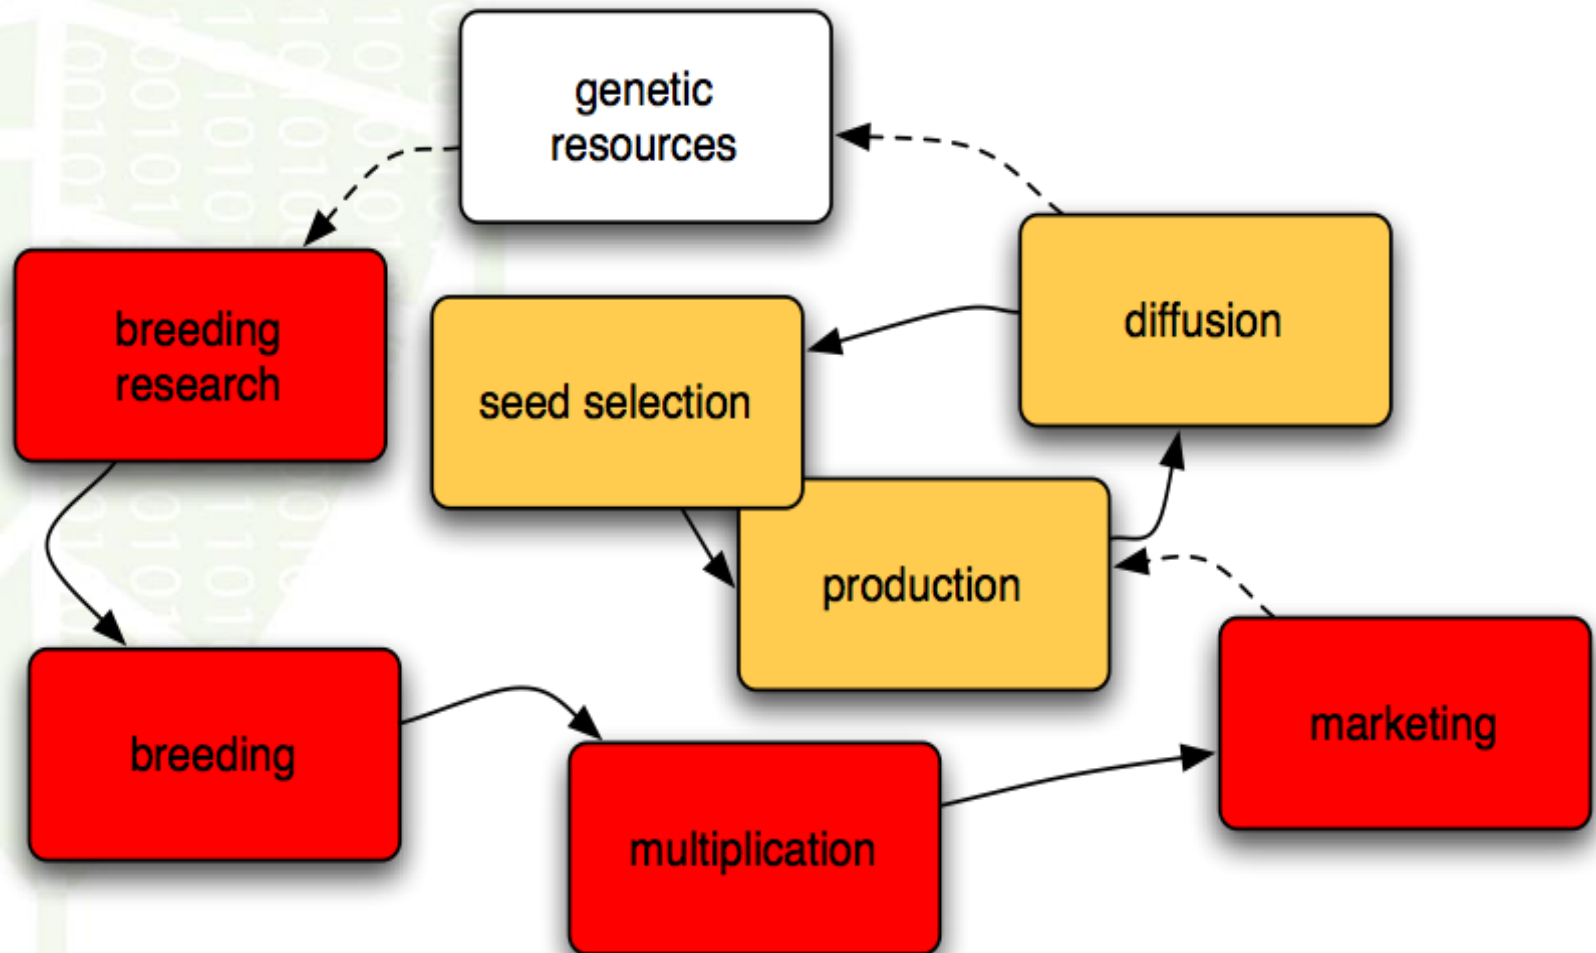 genetic
resources
breeding
research
diffusion
seed selection
production
marketing
breeding
multiplication